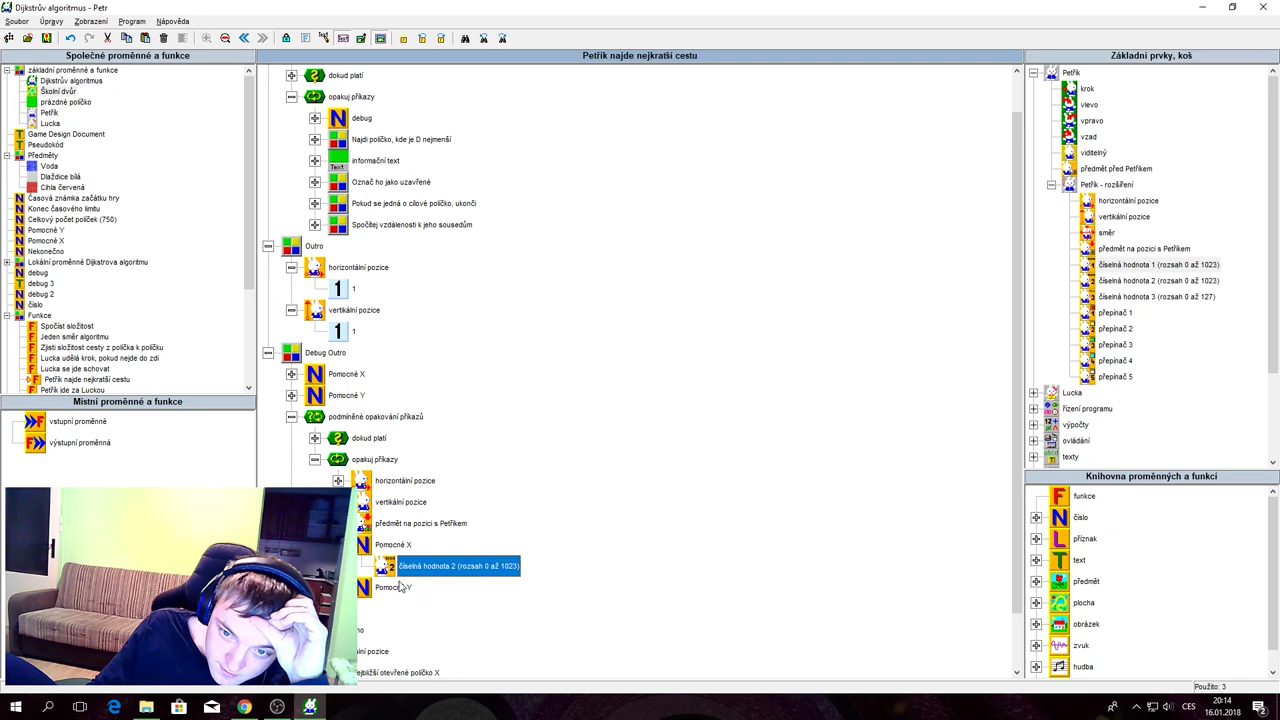 Dijkstrův algoritmus - Petr
Soubor Úpravy Zobrazení Program Nápověda
Společné proměnné a funkce
základní proměnné a funkce
Dijkstrův algoritmus
Školní dvůr
prázdné políčko
Petřík
Lucka
Game Design Document
Pseudokód
Předměty
Voda
Dlaždice bílá
Cihla červená
Časová známka začátku hry
Konec časového limitu
Celkový počet políček (750)
Pomocné Y
Pomocné X
Nekonečno
Lokální proměnné Dijkstrova algoritmu
debug
debug 3
debug 2
číslo
Funkce
Spočíst složitost
Jeden směr algoritmu
Zjisti složitost cesty z políčka k políčku
Lucka udělá krok, pokud nejde do zdi
Lucka se jde schovat
Petřík najde nejkratší cestu
Petřík jde za Luckou
Místní proměnné a funkce
vstupní proměnné
výstupní proměnná
Petřík najde nejkratší cestu
dokud platí
opakuj příkazy
debug
Najdi políčko, kde je D nejmenší
Text
informační text
Označ ho jako uzavřené
Pokud se jedná o cílové políčko, ukonči
Spočítej vzdálenosti k jeho sousedům
Outro
horizontální pozice
1 1
vertikální pozice
1 1
Debug Outro
Pomocné X
Pomocné Y
podmíněné opakování příkazů
dokud platí
opakuj příkazy
horizontální pozice
vertikální pozice
předmět na pozici s Petříkem
Pomocné X
číselná hodnota 2 (rozsah 0 až 1023)
Pomocné Y
no
lní pozice
ejbližší otevřené políčko X
Základní prvky, koš
Petřík
krok
vlevo
vpravo
vzad
viditelný
předmět před Petříkem
Petřík - rozšíření
horizontální pozice
vertikální pozice
směr
předmět na pozici s Petříkem
číselná hodnota 1 (rozsah 0 až 1023)
číselná hodnota 2 (rozsah 0 až 1023)
číselná hodnota 3 (rozsah 0 až 127)
přepínač 1
přepínač 2
přepínač 3
přepínač 4
přepínač 5
Lucka
řízení programu
výpočty
ovládání
texty
Knihovna proměnných a funkcí
funkce
číslo
příznak
text
předmět
plocha
obrázek
zvuk
hudba
Použito: 3
CES
20:14
16.01.2018